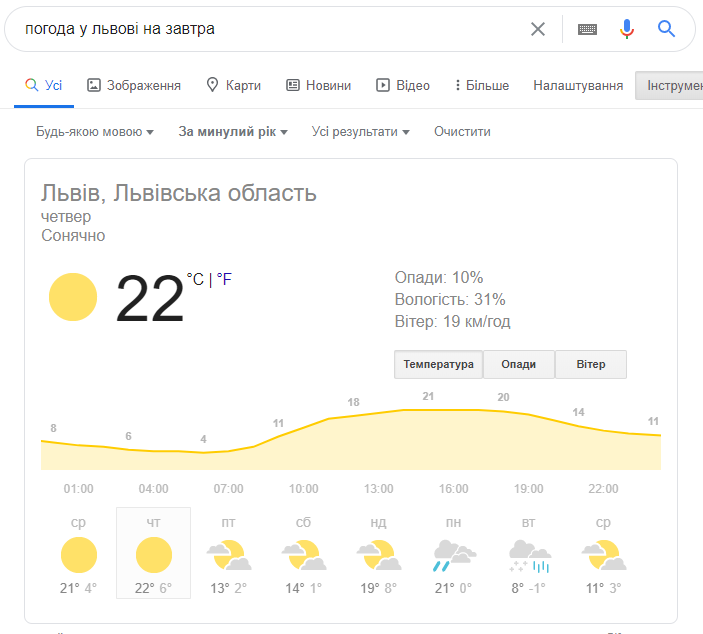 погода у львові на завтра
Усі Зображення Карти Новини Відео Більше Налаштування Інструмен
Будь-якою мовою За минулий рік Усі результати Очистити
Львів, Львівська область
четвер
Сонячно
22 °C | °F
Опади: 10%
Вологість: 31%
Вітер: 19 км/год
Температура Опади Вітер
8 6 4 11 18 21 20 14 11
01:00 04:00 07:00 10:00 13:00 16:00 19:00 22:00
ср чт пт сб нд пн вт ср
21° 4° 22° 6° 13° 2° 14° 1° 19° 8° 21° 0° 8° -1° 11° 3°